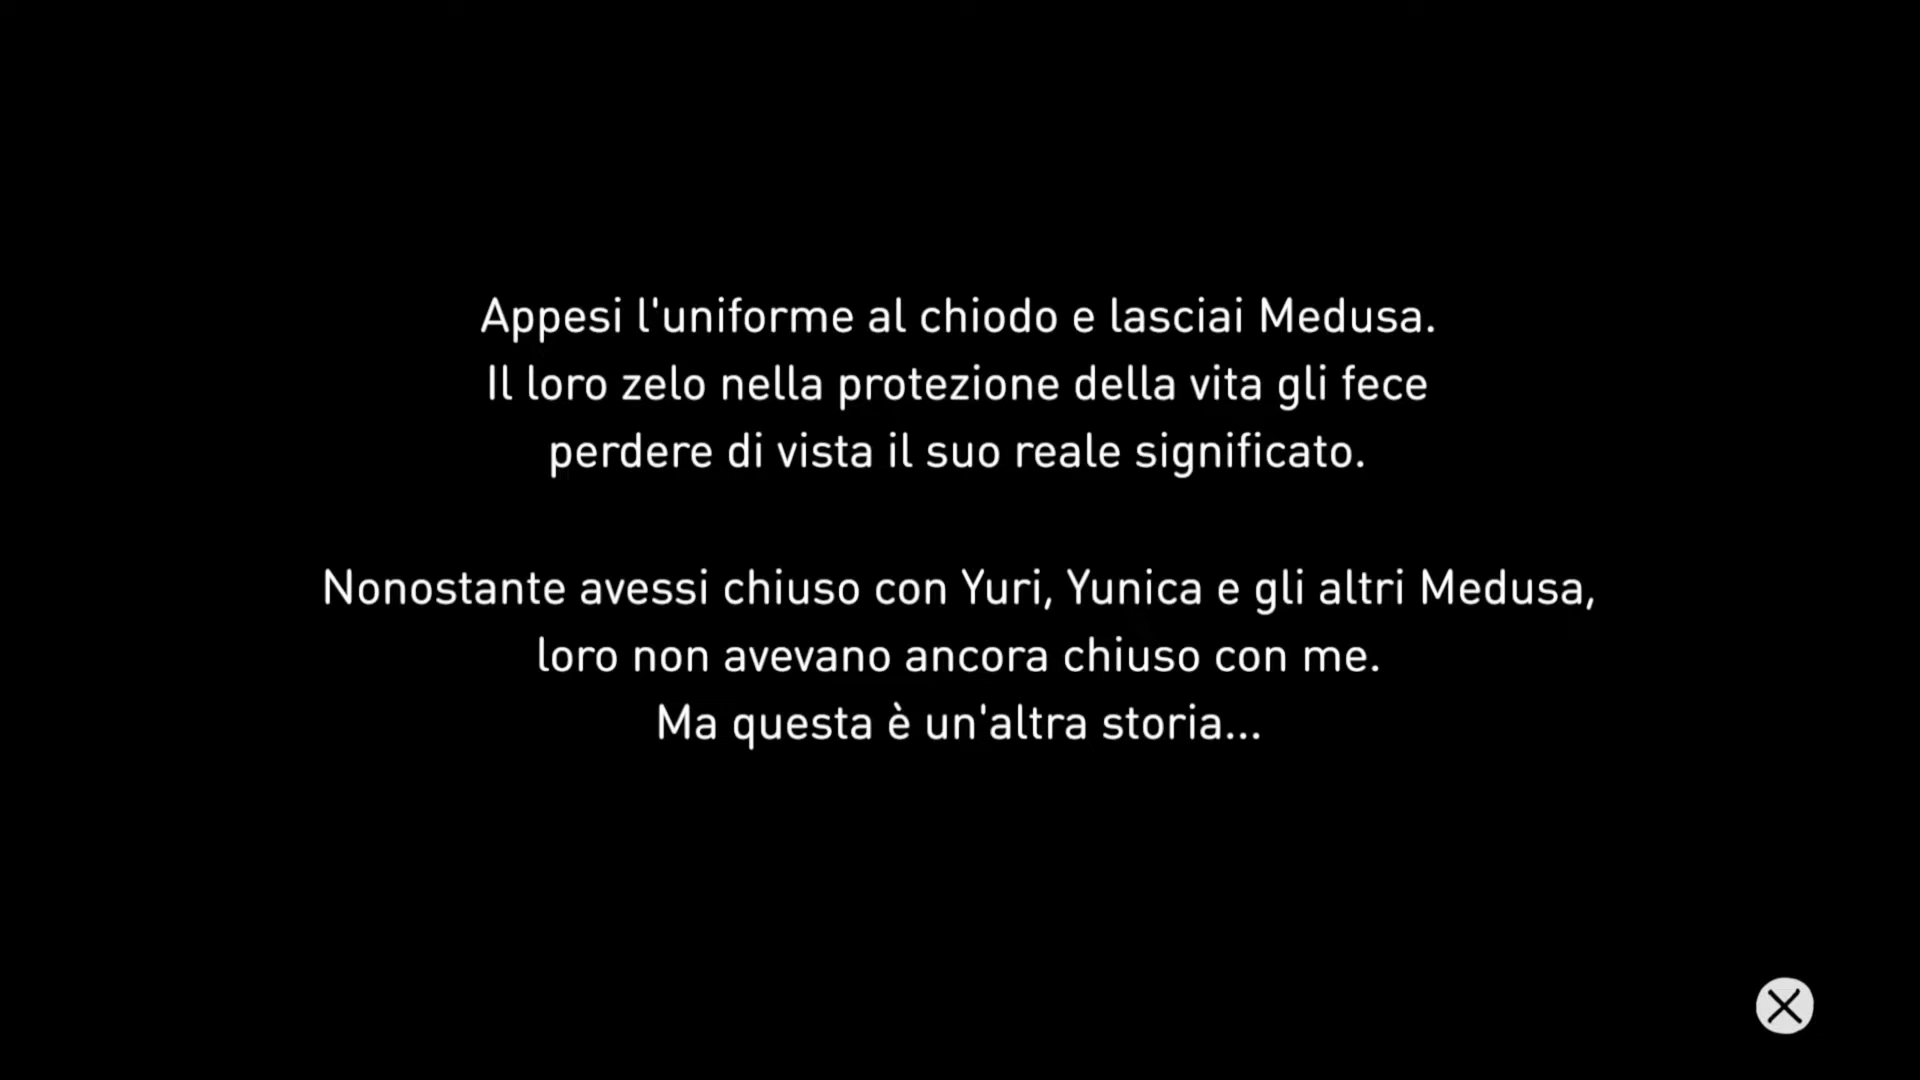 Appesi l'uniforme al chiodo e lasciai Medusa.
Il loro zelo nella protezione della vita gli fece
perdere di vista il suo reale significato.
Nonostante avessi chiuso con Yuri, Yunica e gli altri Medusa,
loro non avevano ancora chiuso con me.
Ma questa è un'altra storia...